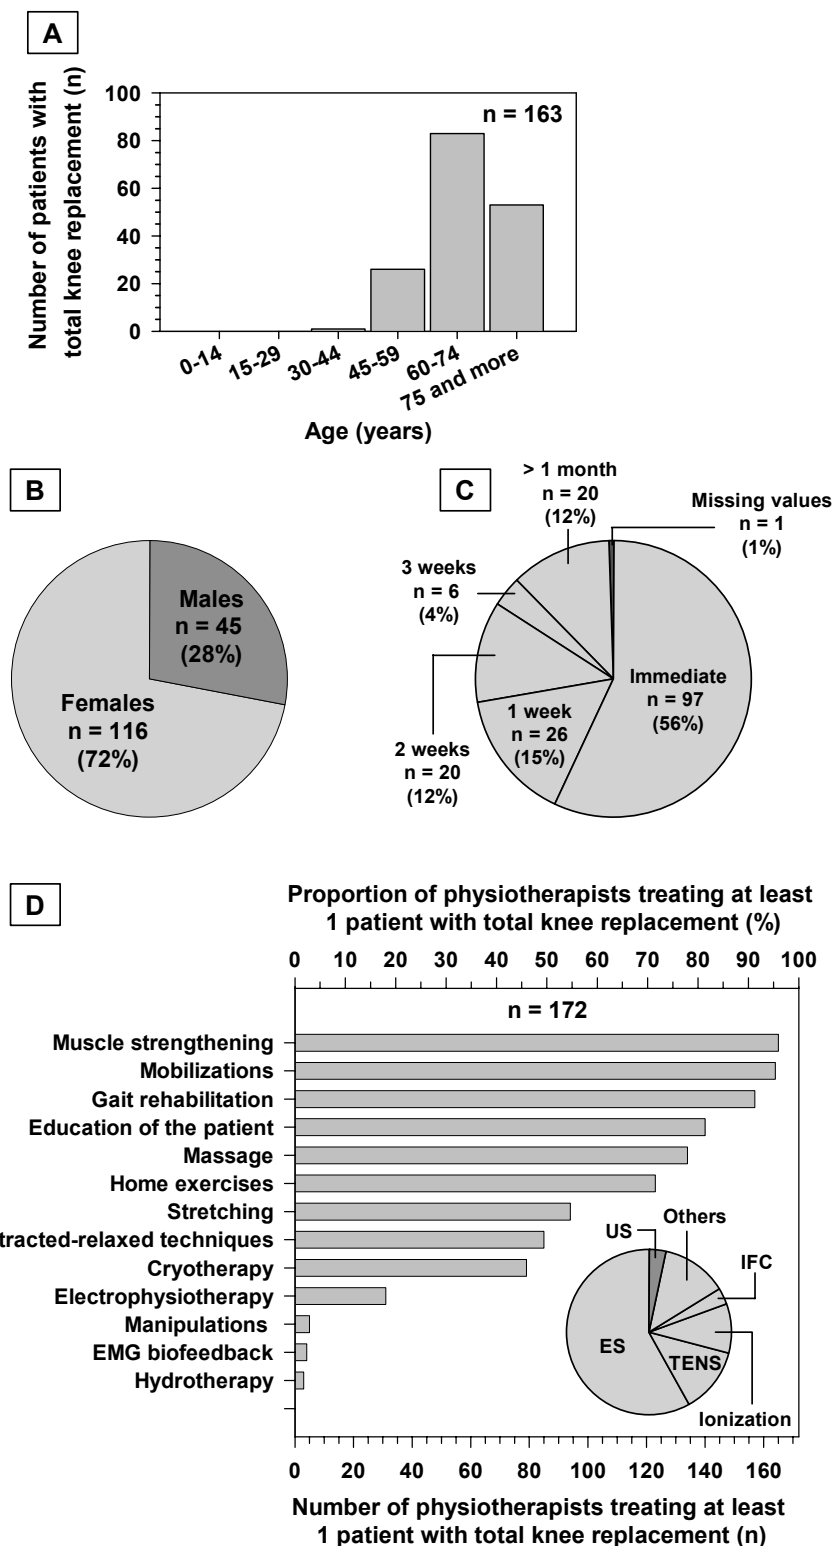 A
Number of patients with
total knee replacement (n)
100
80
60
40
20
0
n = 163
0-14
15-29
30-44
45-59
60-74
75 and more
Age (years)
B
Males
n = 45
(28%)
Females
n = 116
(72%)
C
> 1 month
n = 20
(12%)
Missing values
n = 1
(1%)
3 weeks
n = 6
(4%)
Immediate
n = 97
(56%)
1 week
n = 26
(15%)
2 weeks
n = 20
(12%)
D
Proportion of physiotherapists treating at least
1 patient with total knee replacement (%)
0 10 20 30 40 50 60 70 80 90 100
n = 172
Muscle strengthening
Mobilizations
Gait rehabilitation
Education of the patient
Massage
Home exercises
Stretching
tracted-relaxed techniques
Cryotherapy
Electrophysiotherapy
Manipulations
EMG biofeedback
Hydrotherapy
US
Others
IFC
ES
TENS
Ionization
0 20 40 60 80 100 120 140 160
Number of physiotherapists treating at least
1 patient with total knee replacement (n)